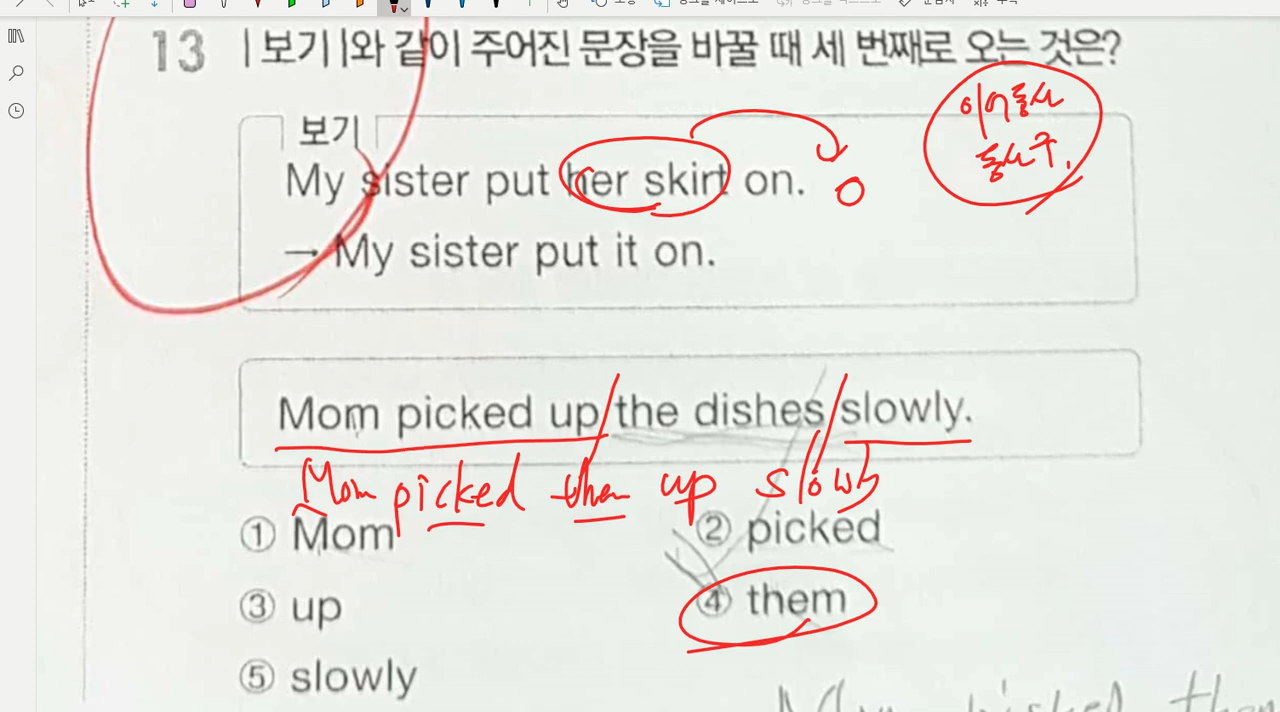 13 | 보기 |와 같이 주어진 문장을 바꿀 때 세 번째로 오는 것은?
이어동사
동사구.
보기
My sister put her skirt on.
→ My sister put it on.
Mom picked up the dishes slowly.
Mom picked them up slowly
① Mom
② picked
③ up
④ them
⑤ slowly
picked